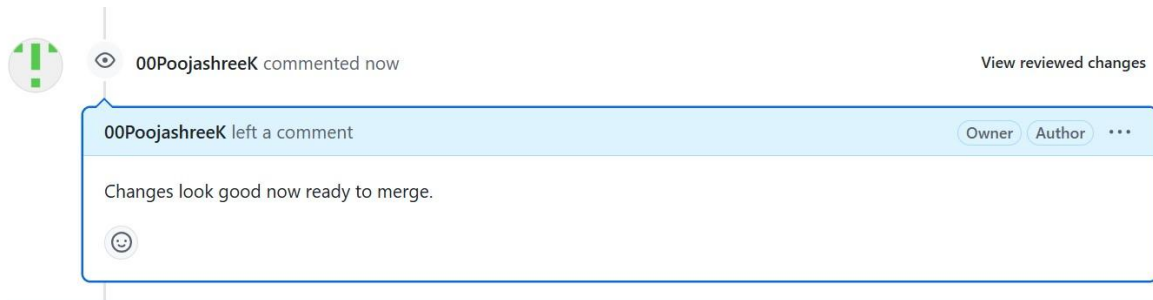 00PoojashreeK commented now View reviewed changes
00PoojashreeK left a comment Owner Author
Changes look good now ready to merge.